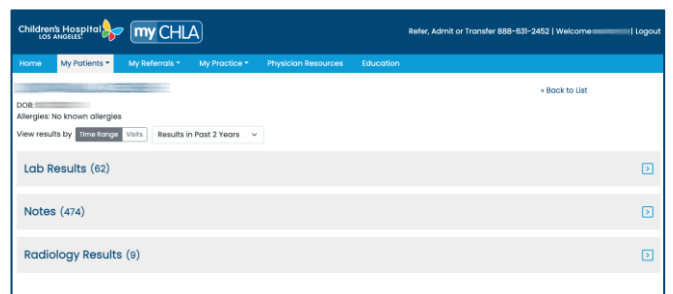 Children's Hospital
LOS ANGELES
my CHLA
Refer, Admit or Transfer 888-631-2452 | Welcome | Logout
Home My Patients My Referrals My Practice Physician Resources Education
« Back to List
DOB:
Allergies: No known allergies
View results by Time Range Visits Results in Past 2 Years
Lab Results (62)
Notes (474)
Radiology Results (9)